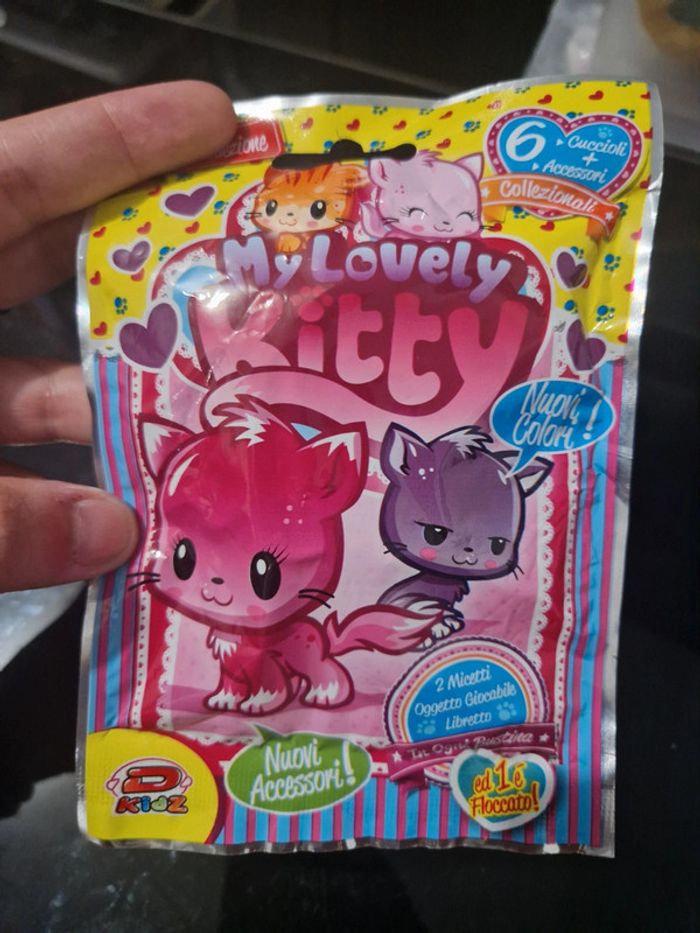 6
Cuccioli
+
Accessori
Collezionali
My Lovely
Kitty
Nuovi
Colori!
2 Micetti
Oggetto Giocabile
Libretto
In Ogni Bustina
ed 1 é
Floccato!
Nuovi
Accessori!
D
KiDZ